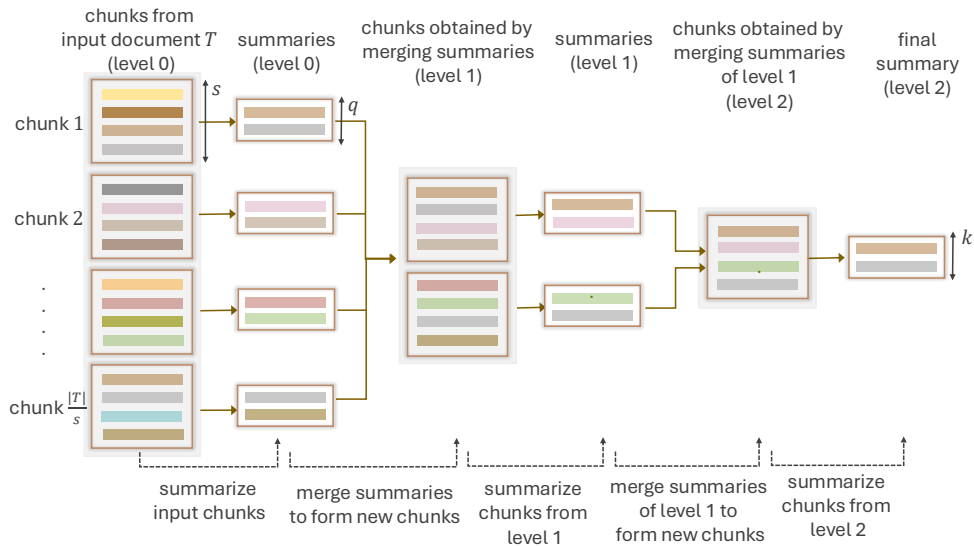 chunks from
input document T
(level 0)
summaries
(level 0)
chunks obtained by
merging summaries
(level 1)
summaries
(level 1)
chunks obtained by
merging summaries
of level 1
(level 2)
final
summary
(level 2)
s
q
chunk 1
chunk 2
k
.
.
.
.
chunk |T|/s
summarize
input chunks
merge summaries
to form new chunks
summarize
chunks from
level 1
merge summaries
of level 1 to
form new chunks
summarize
chunks from
level 2